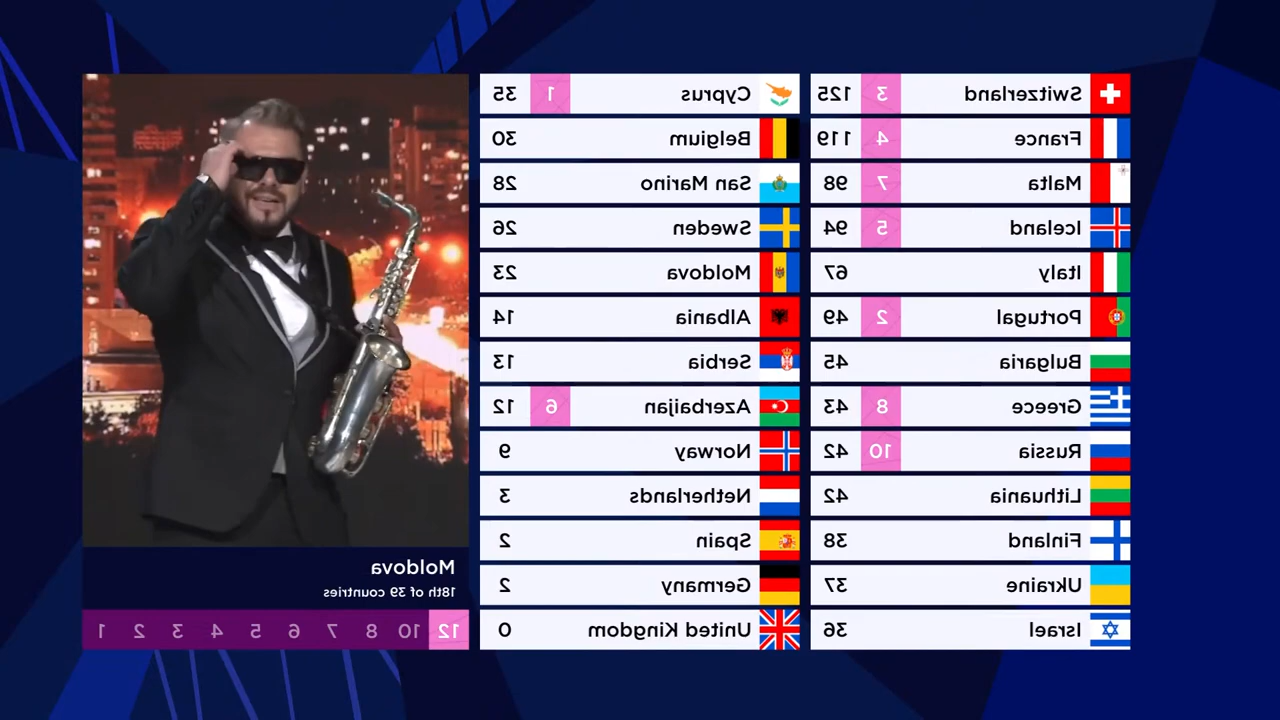 Switzerland 3 125
France 4 119
Malta 7 98
Iceland 5 94
Italy 67
Portugal 2 49
Bulgaria 45
Greece 8 43
Russia 10 42
Lithuania 42
Finland 38
Ukraine 37
Israel 36
Cyprus 1 35
Belgium 30
San Marino 28
Sweden 26
Moldova 23
Albania 14
Serbia 13
Azerbaijan 6 12
Norway 9
Netherlands 3
Spain 2
Germany 2
United Kingdom 0
Moldova
18th of 39 countries
12 10 8 7 6 5 4 3 2 1